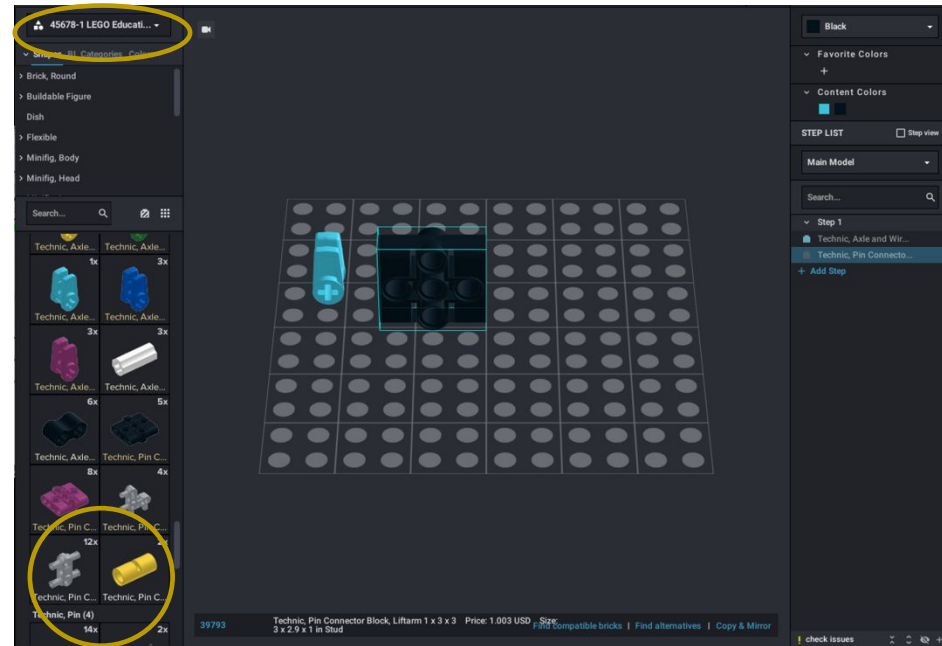 45678-1 LEGO Educati...
Shapes BL Categories Colors
Brick, Round
Buildable Figure
Dish
Flexible
Minifig, Body
Minifig, Head
Search...
Technic, Axle... Technic, Axle...
1x 3x
Technic, Axle... Technic, Axle...
3x 3x
Technic, Axle... Technic, Axle...
6x 5x
Technic, Axle... Technic, Pin C...
8x 4x
Technic, Pin C... Technic, Pin C...
12x
Technic, Pin C... Technic, Pin C...
Technic, Pin (4)
14x 2x
39793
Technic, Pin Connector Block, Liftarm 1 x 3 x 3 Price: 1.003 USD Size:
3 x 2.9 x 1 in Stud
Find compatible bricks | Find alternatives | Copy & Mirror
Black
Favorite Colors
+
Content Colors
STEP LIST Step view
Main Model
Search...
Step 1
Technic, Axle and Wir...
Technic, Pin Connecto...
+ Add Step
! check issues